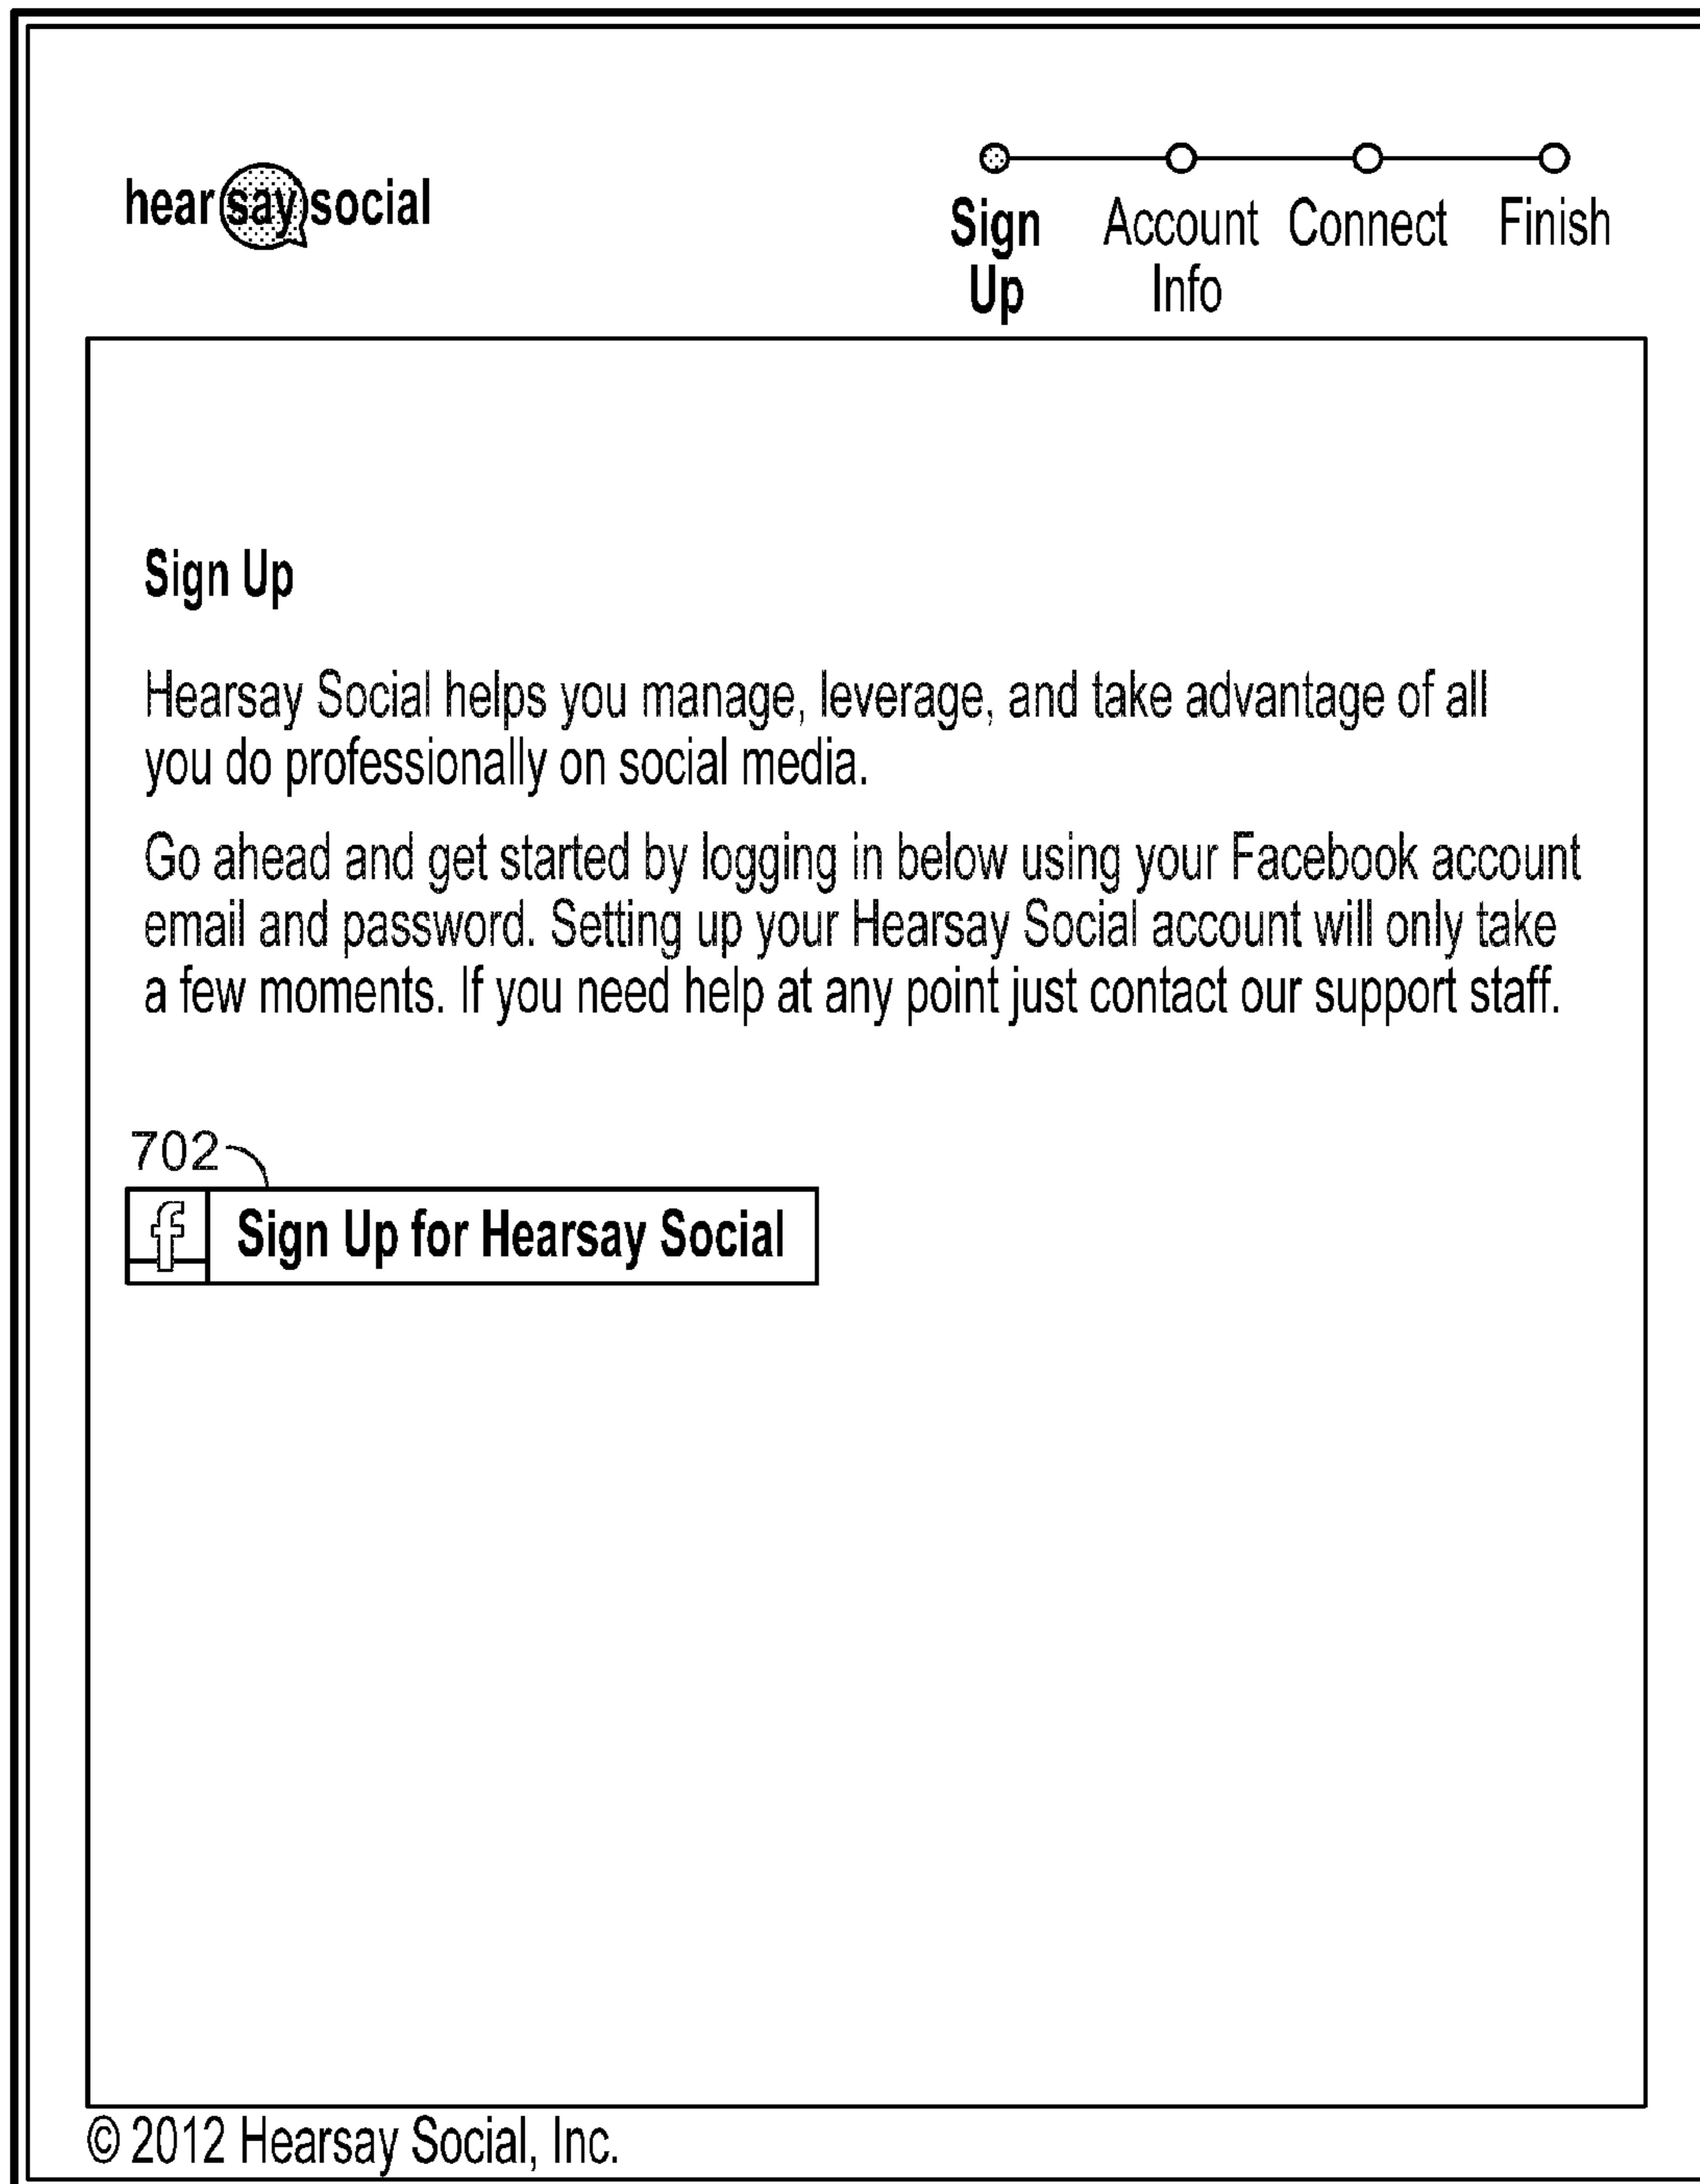 hearsay social
Sign Account Connect Finish
Up Info
Sign Up
Hearsay Social helps you manage, leverage, and take advantage of all
you do professionally on social media.
Go ahead and get started by logging in below using your Facebook account
email and password. Setting up your Hearsay Social account will only take
a few moments. If you need help at any point just contact our support staff.
702
f Sign Up for Hearsay Social
© 2012 Hearsay Social, Inc.